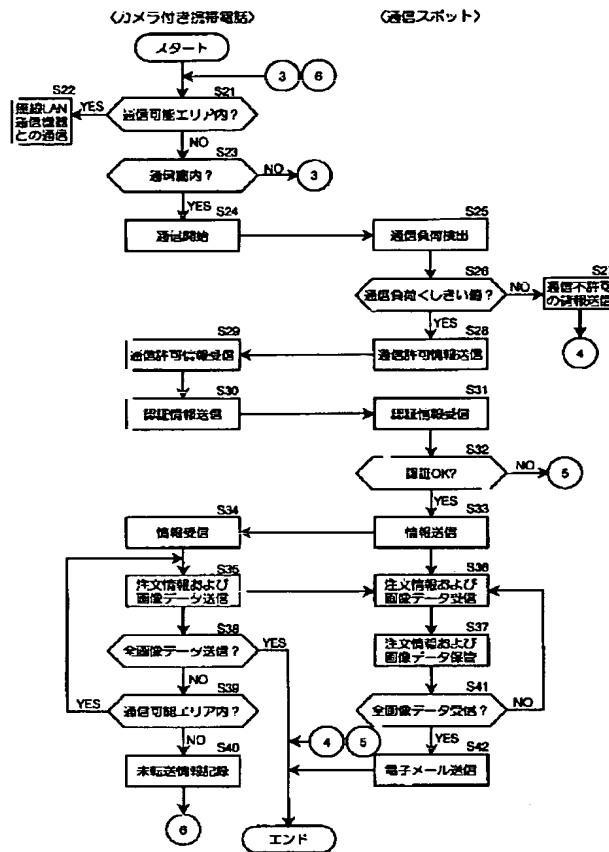 〈カメラ付き携帯電話〉
〈通信スポット〉
スタート
3
6
S21
通信可能エリア内?
YES
S22
無線LAN
通信機器
との通信
NO
S23
通信圏内?
NO
3
YES
S24
通信開始
S25
通信負荷検出
S26
通信負荷<しきい値?
NO
S27
通信不許可
の情報送信
4
YES
S28
通信許可情報送信
S29
通信許可情報受信
S30
認証情報送信
S31
認証情報受信
S32
認証OK?
NO
5
YES
S33
情報送信
S34
情報受信
S35
注文情報および
画像データ送信
S36
注文情報および
画像データ受信
S37
注文情報および
画像データ保管
S38
全画像データ送信?
YES
NO
S39
通信可能エリア内?
YES
NO
S40
未転送情報記録
6
S41
全画像データ受信?
NO
YES
S42
電子メール送信
4
5
エンド